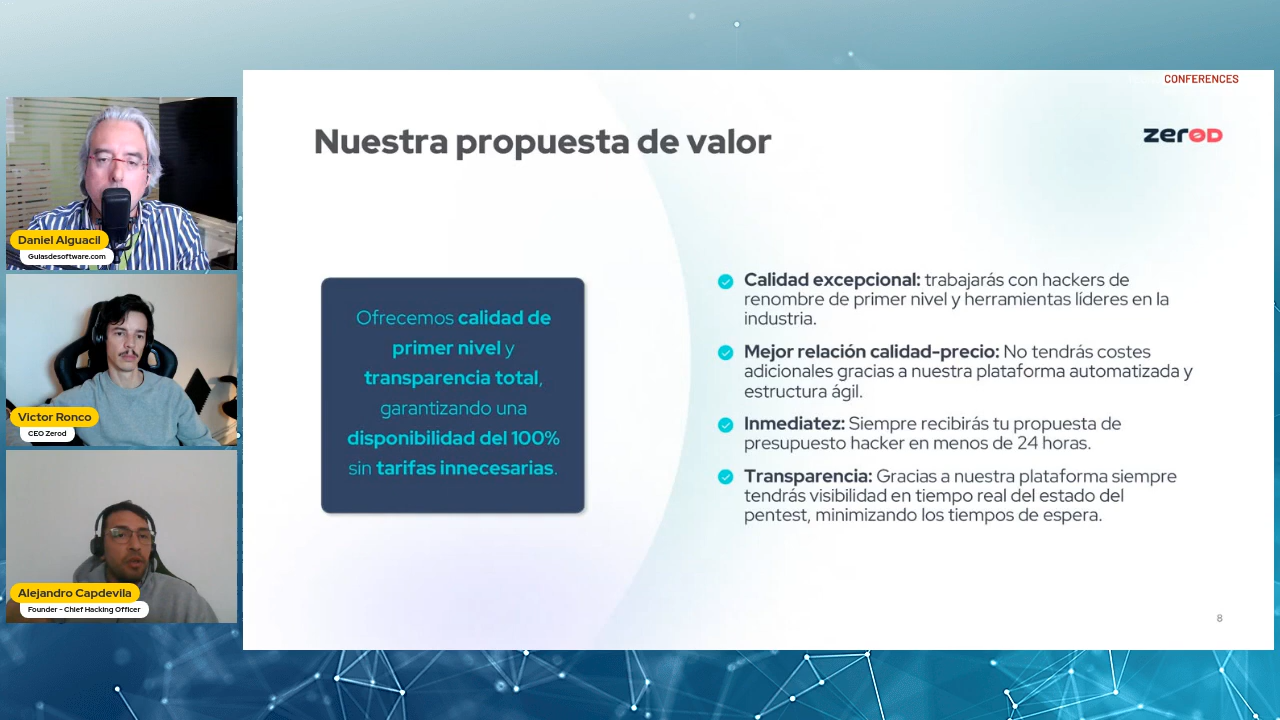 CONFERENCES
Nuestra propuesta de valor
zerOD
Daniel Alguacil
Guiasdesoftware.com
Victor Ronco
CEO Zerod
Alejandro Capdevila
Founder - Chief Hacking Officer
Ofrecemos calidad de
primer nivel y
transparencia total,
garantizando una
disponibilidad del 100%
sin tarifas innecesarias.
Calidad excepcional: trabajarás con hackers de
renombre de primer nivel y herramientas líderes en la
industria.
Mejor relación calidad-precio: No tendrás costes
adicionales gracias a nuestra plataforma automatizada y
estructura ágil.
Inmediatez: Siempre recibirás tu propuesta de
presupuesto hacker en menos de 24 horas.
Transparencia: Gracias a nuestra plataforma siempre
tendrás visibilidad en tiempo real del estado del
pentest, minimizando los tiempos de espera.
8